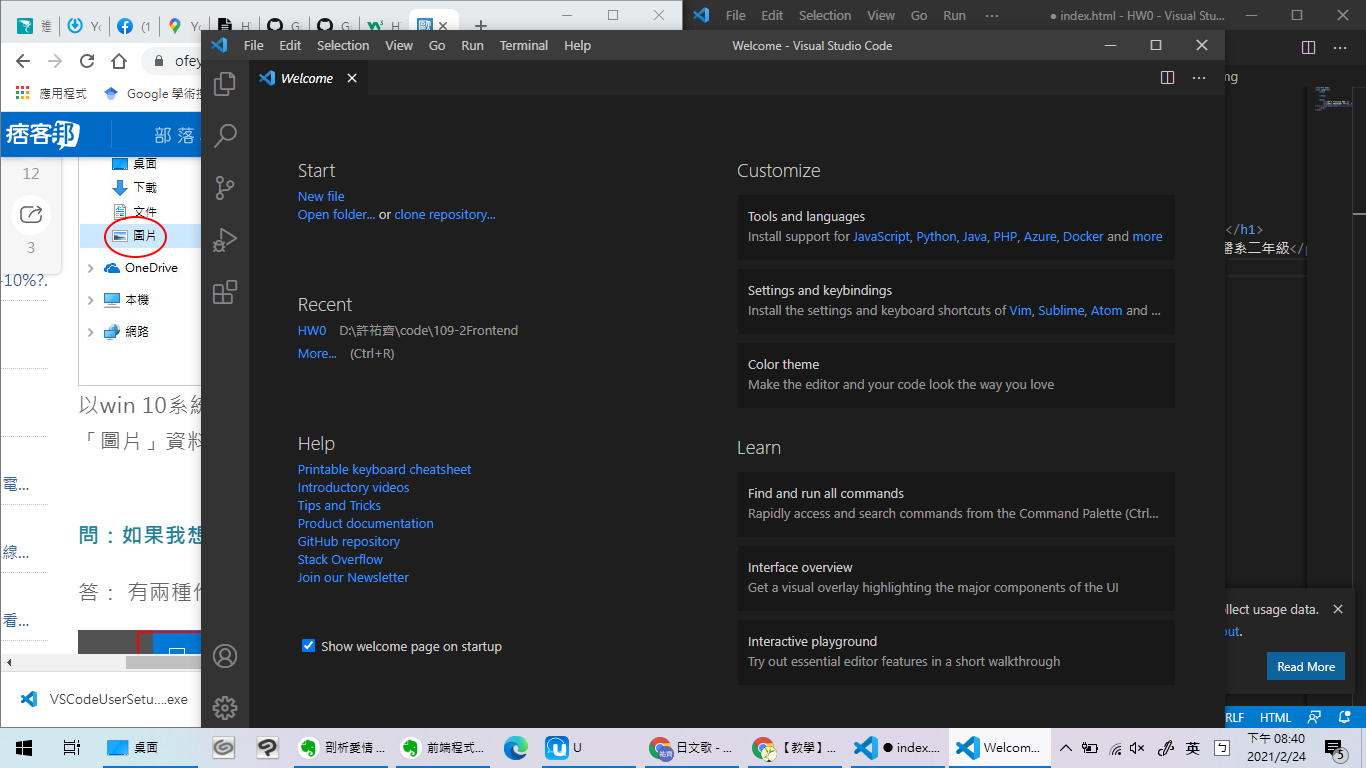 進
Yc
(1
Yc
H
G
G
H
歐
ofey
應用程式
Google 學術搜
痞客邦
部落
12
3
桌面
下載
文件
圖片
OneDrive
本機
網路
-10%?.
以win 10系統
「圖片」資料
電...
問：如果我想
線...
答： 有兩種作
看...
VSCodeUserSetu....exe
File Edit Selection View Go Run ··· ● index.html - HW0 - Visual Stu...
File Edit Selection View Go Run Terminal Help Welcome - Visual Studio Code
Welcome
Start
New file
Open folder... or clone repository...
Recent
HW0 D:\許祐齊\code\109-2Frontend
More... (Ctrl+R)
Help
Printable keyboard cheatsheet
Introductory videos
Tips and Tricks
Product documentation
GitHub repository
Stack Overflow
Join our Newsletter
Show welcome page on startup
Customize
Tools and languages
Install support for JavaScript, Python, Java, PHP, Azure, Docker and more
Settings and keybindings
Install the settings and keyboard shortcuts of Vim, Sublime, Atom and ...
Color theme
Make the editor and your code look the way you love
Learn
Find and run all commands
Rapidly access and search commands from the Command Palette (Ctrl...
Interface overview
Get a visual overlay highlighting the major components of the UI
Interactive playground
Try out essential editor features in a short walkthrough
</h1>
系二年級</
llect usage data.
out.
Read More
RLF HTML
桌面
剖析愛情 ...
前端程式...
U
日文歌 - ...
【教學】...
● index....
Welcom...
英
下午 08:40
2021/2/24
5